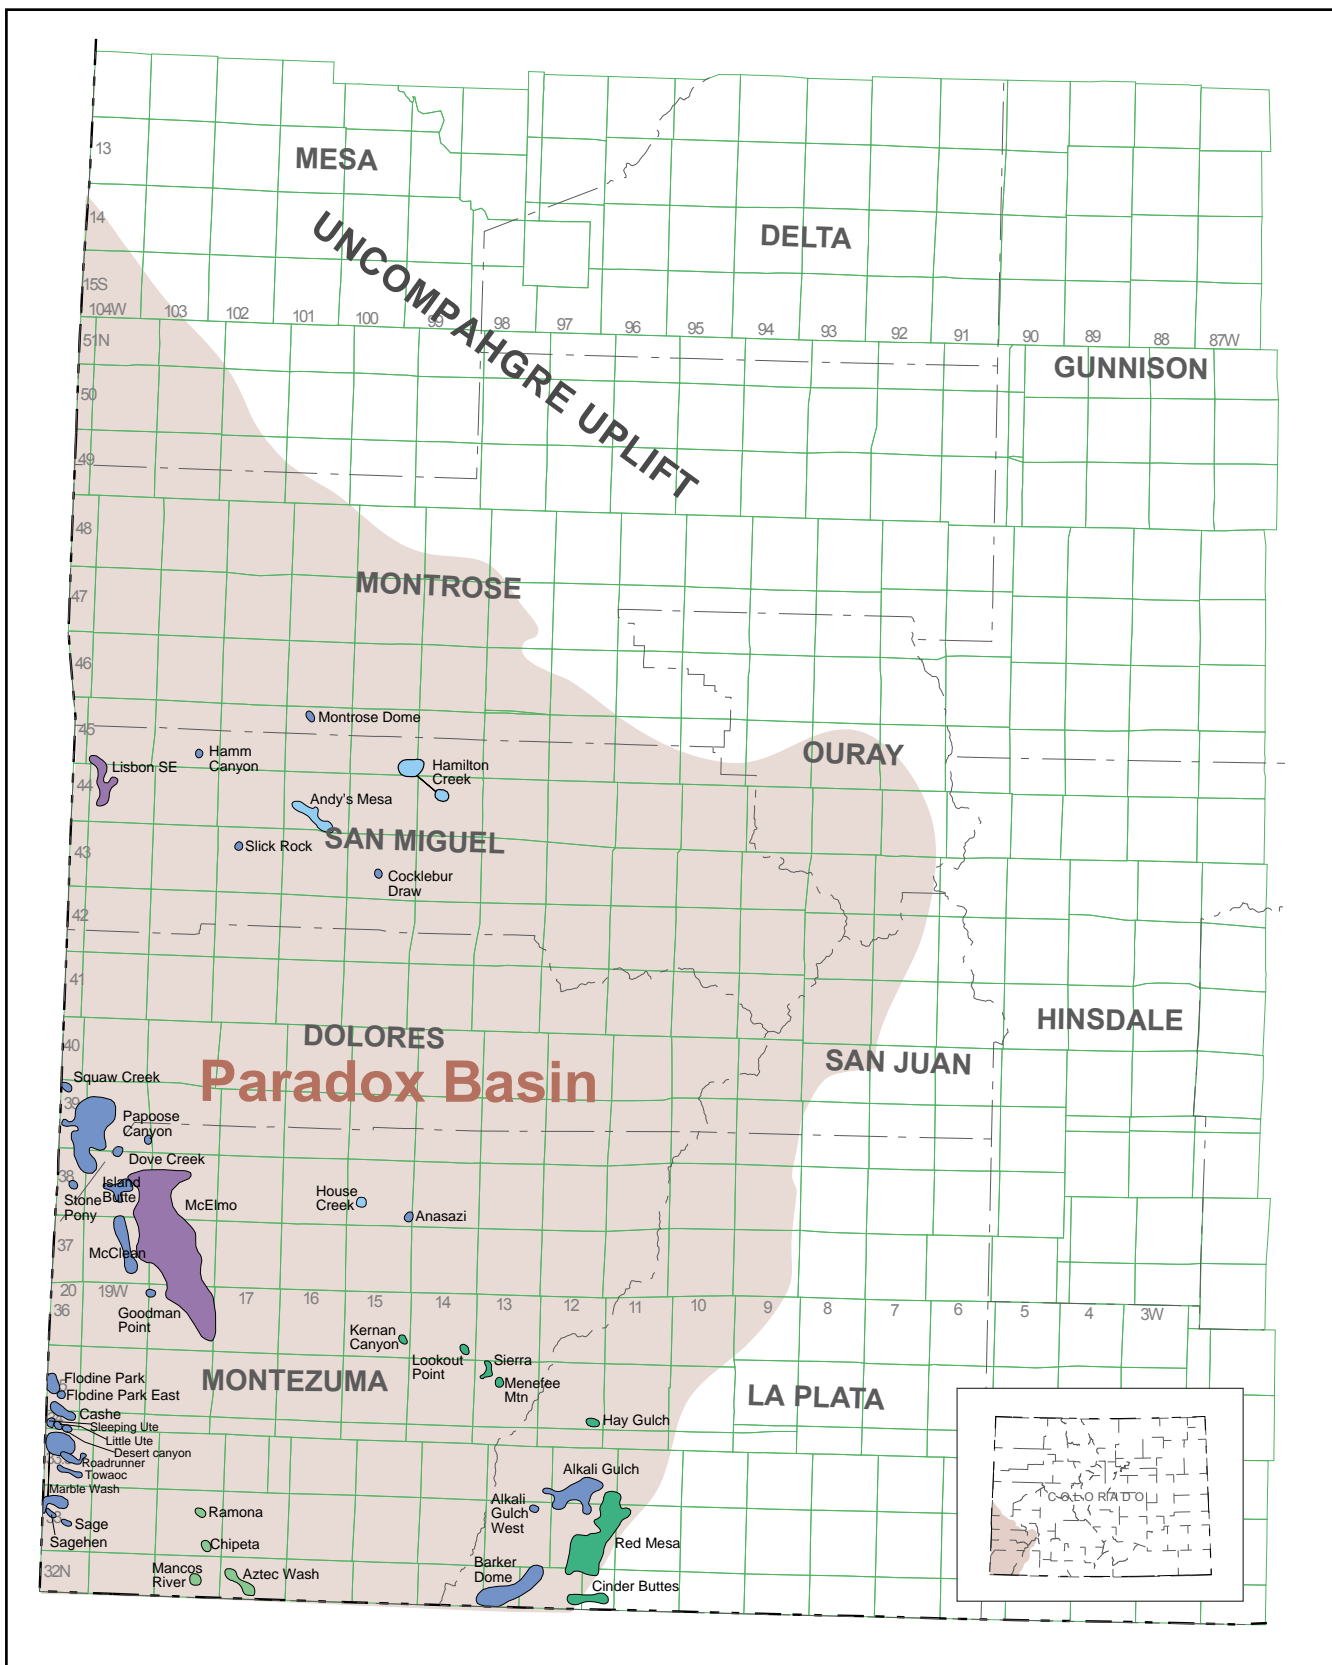 13
MESA
14
UNCOMPAHGRE UPLIFT
DELTA
15S
104W 103 102 101 100 99 98 97 96 95 94 93 92 91 90 89 88 87W
51N
GUNNISON
50
49
48
MONTROSE
47
46
Montrose Dome
45
OURAY
Hamm
Canyon
Lisbon SE
Hamilton
Creek
44
Andy's Mesa
SAN MIGUEL
Slick Rock
43
Cocklebur
Draw
42
41
HINSDALE
DOLORES
40
SAN JUAN
Paradox Basin
Squaw Creek
39
Papoose
Canyon
Dove Creek
38
Island
Butte
Stone
Pony
McElmo
House
Creek
Anasazi
37
McClean
20 19W 17 16 15 14 13 12 11 10 9 8 7 6 5 4 3W
36
Goodman
Point
Kernan
Canyon
Lookout
Point
Sierra
Menefee
Mtn
MONTEZUMA
LA PLATA
Flodine Park
Flodine Park East
Cashe
Sleeping Ute
Little Ute
Desert canyon
Roadrunner
Towaoc
Hay Gulch
Marble Wash
Alkali Gulch
Alkali
Gulch
West
COLORADO
Ramona
Sage
Sagehen
Chipeta
Red Mesa
32N
Mancos
River
Aztec Wash
Barker
Dome
Cinder Buttes